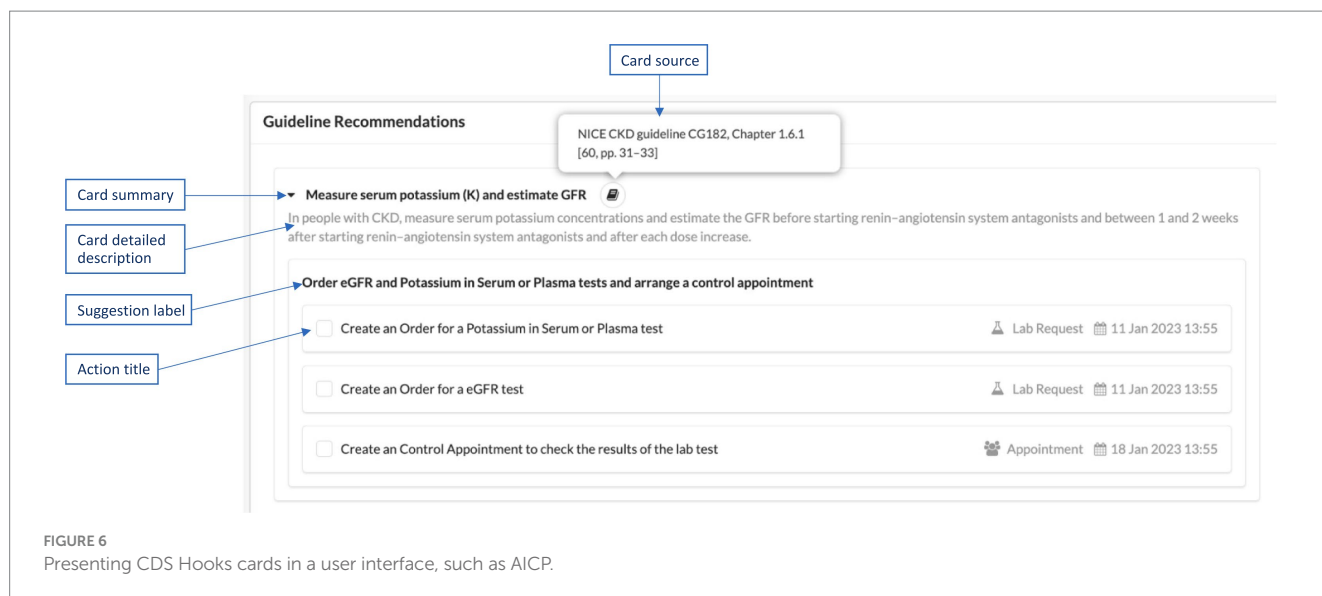 Card source
Guideline Recommendations
NICE CKD guideline CG182, Chapter 1.6.1
[60, pp. 31–33]
Card summary
Measure serum potassium (K) and estimate GFR
Card detailed
description
In people with CKD, measure serum potassium concentrations and estimate the GFR before starting renin–angiotensin system antagonists and between 1 and 2 weeks
after starting renin–angiotensin system antagonists and after each dose increase.
Suggestion label
Order eGFR and Potassium in Serum or Plasma tests and arrange a control appointment
Action title
Create an Order for a Potassium in Serum or Plasma test Lab Request 11 Jan 2023 13:55
Create an Order for a eGFR test Lab Request 11 Jan 2023 13:55
Create an Control Appointment to check the results of the lab test Appointment 18 Jan 2023 13:55
FIGURE 6
Presenting CDS Hooks cards in a user interface, such as AICP.